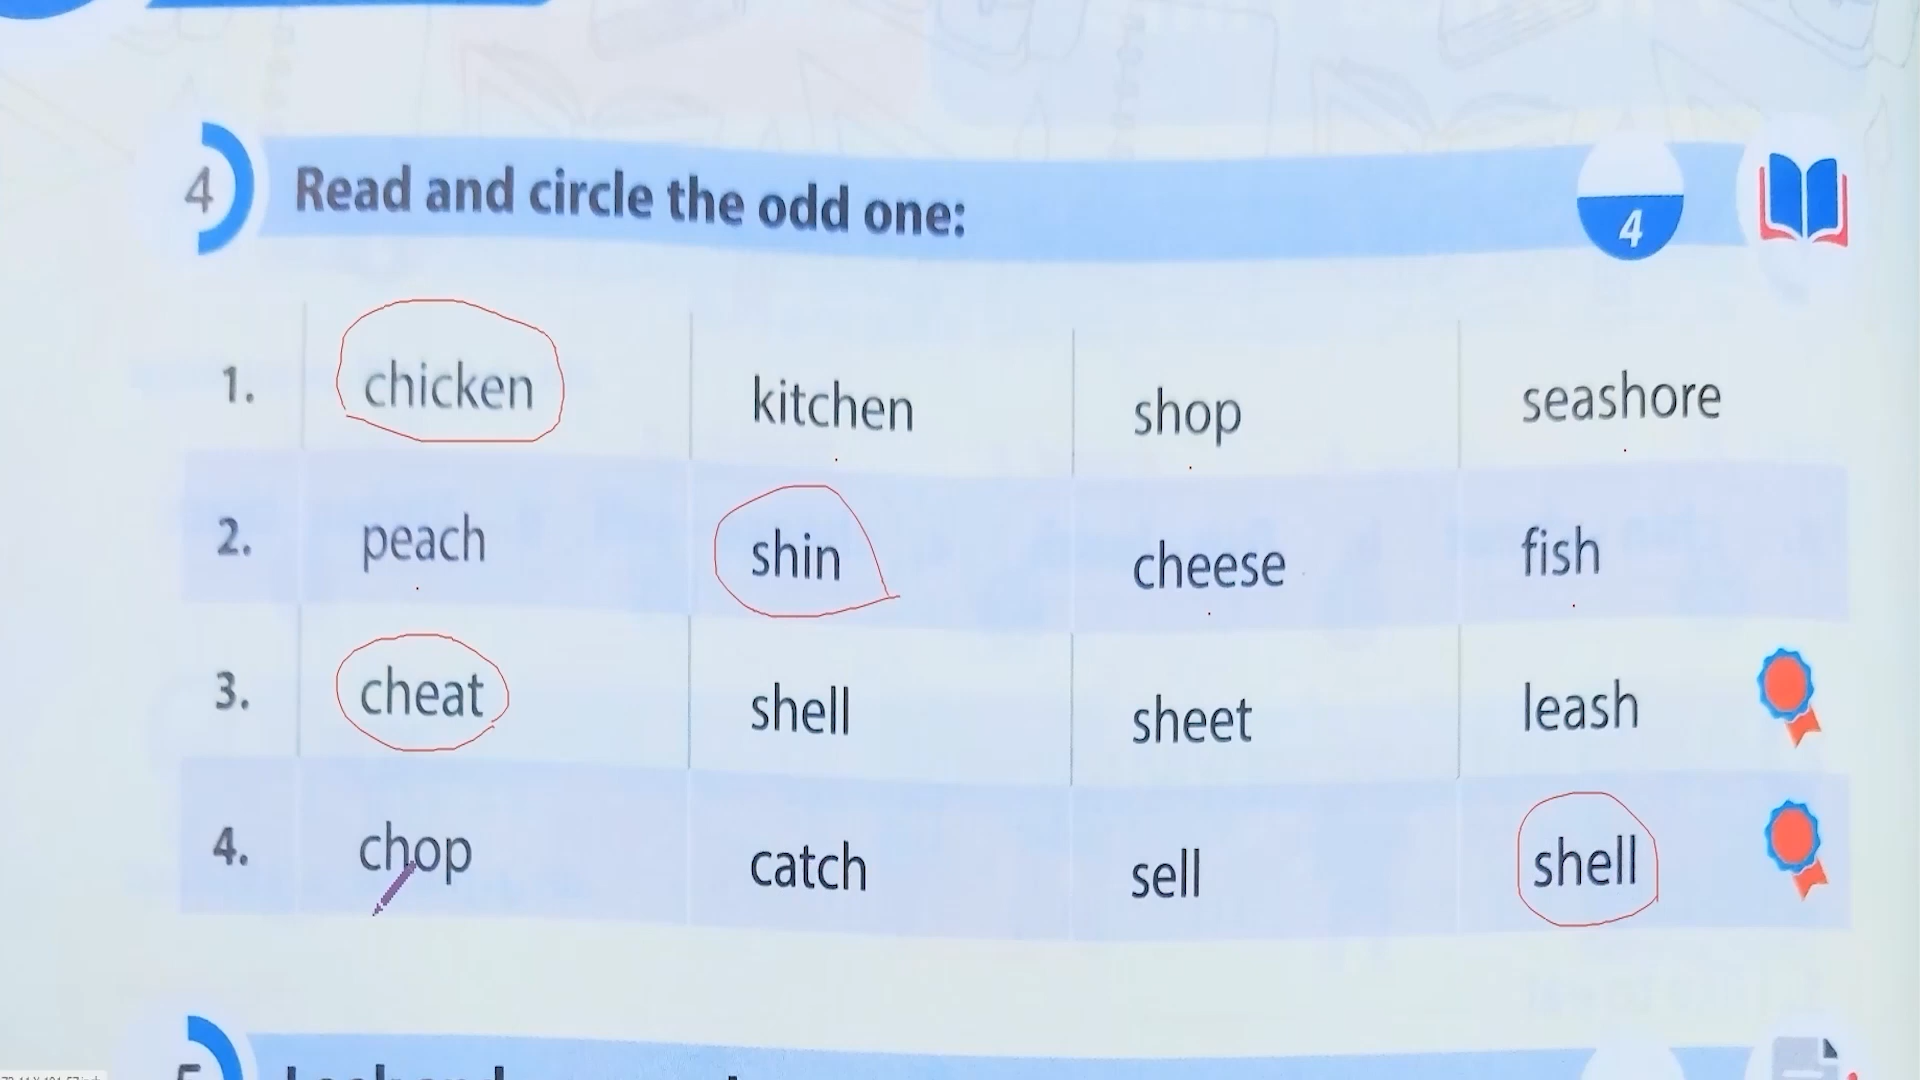 4 Read and circle the odd one: 4
1. chicken kitchen shop seashore
2. peach shin cheese fish
3. cheat shell sheet leash
4. chop catch sell shell